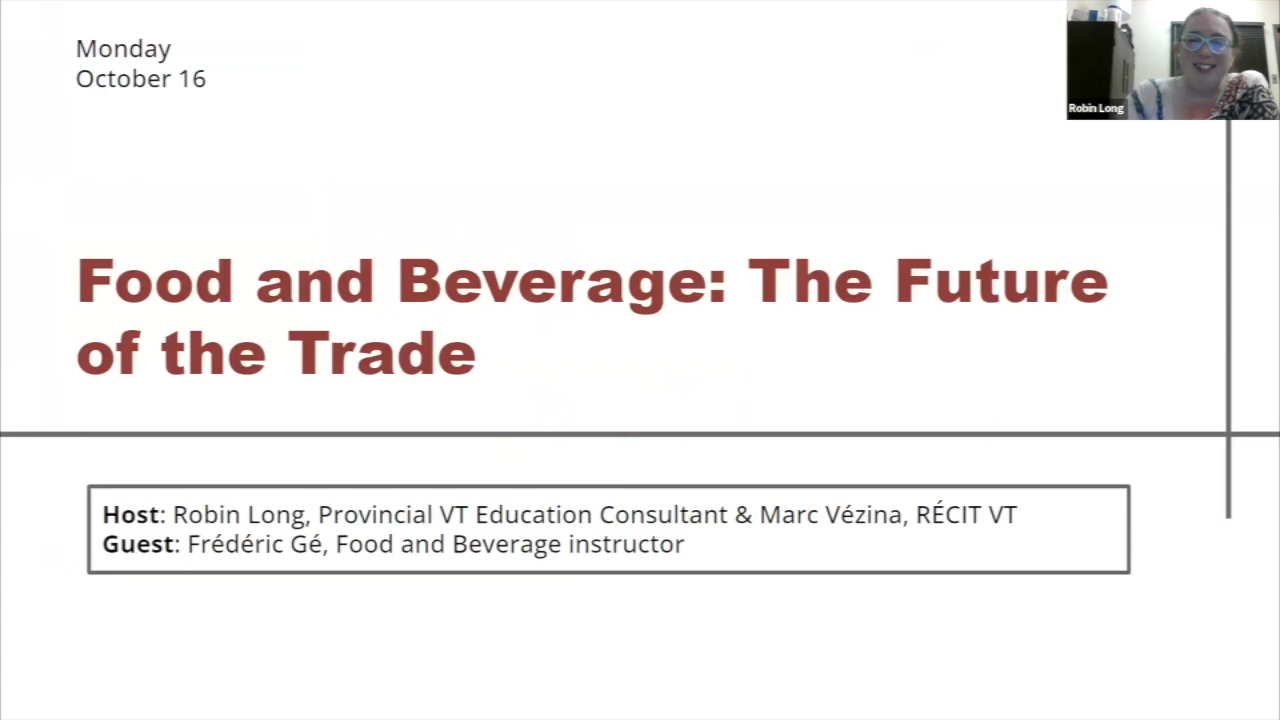 Monday
October 16
Robin Long
Food and Beverage: The Future
of the Trade
Host: Robin Long, Provincial VT Education Consultant & Marc Vézina, RÉCIT VT
Guest: Frédéric Gé, Food and Beverage instructor